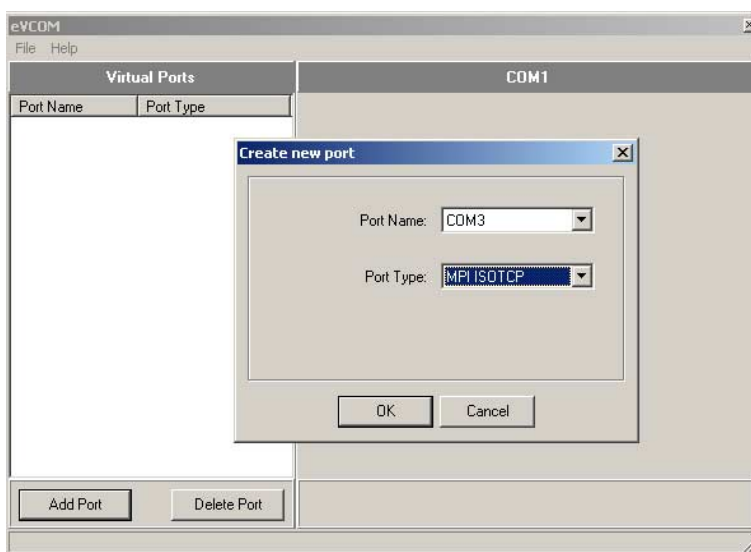 eVCOM
File Help
Virtual Ports
COM1
Port Name Port Type
Create new port
Port Name: COM3
Port Type: MPI ISOTCP
OK Cancel
Add Port Delete Port